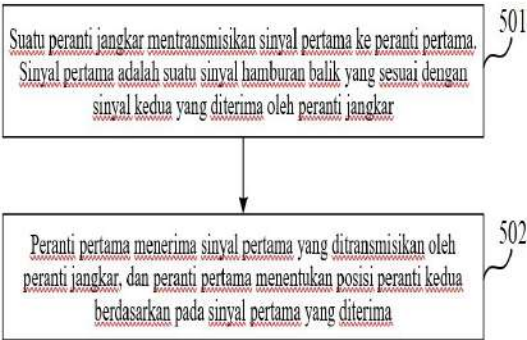 Suatu peranti jangkar mentransmisikan sinyal pertama ke peranti pertama.
Sinyal pertama adalah suatu sinyal hamburan balik yang sesuai dengan
sinyal kedua yang diterima oleh peranti jangkar
501
Peranti pertama menerima sinyal pertama yang ditransmisikan oleh
peranti jangkar, dan peranti pertama menentukan posisi peranti kedua
berdasarkan pada sinyal pertama yang diterima
502